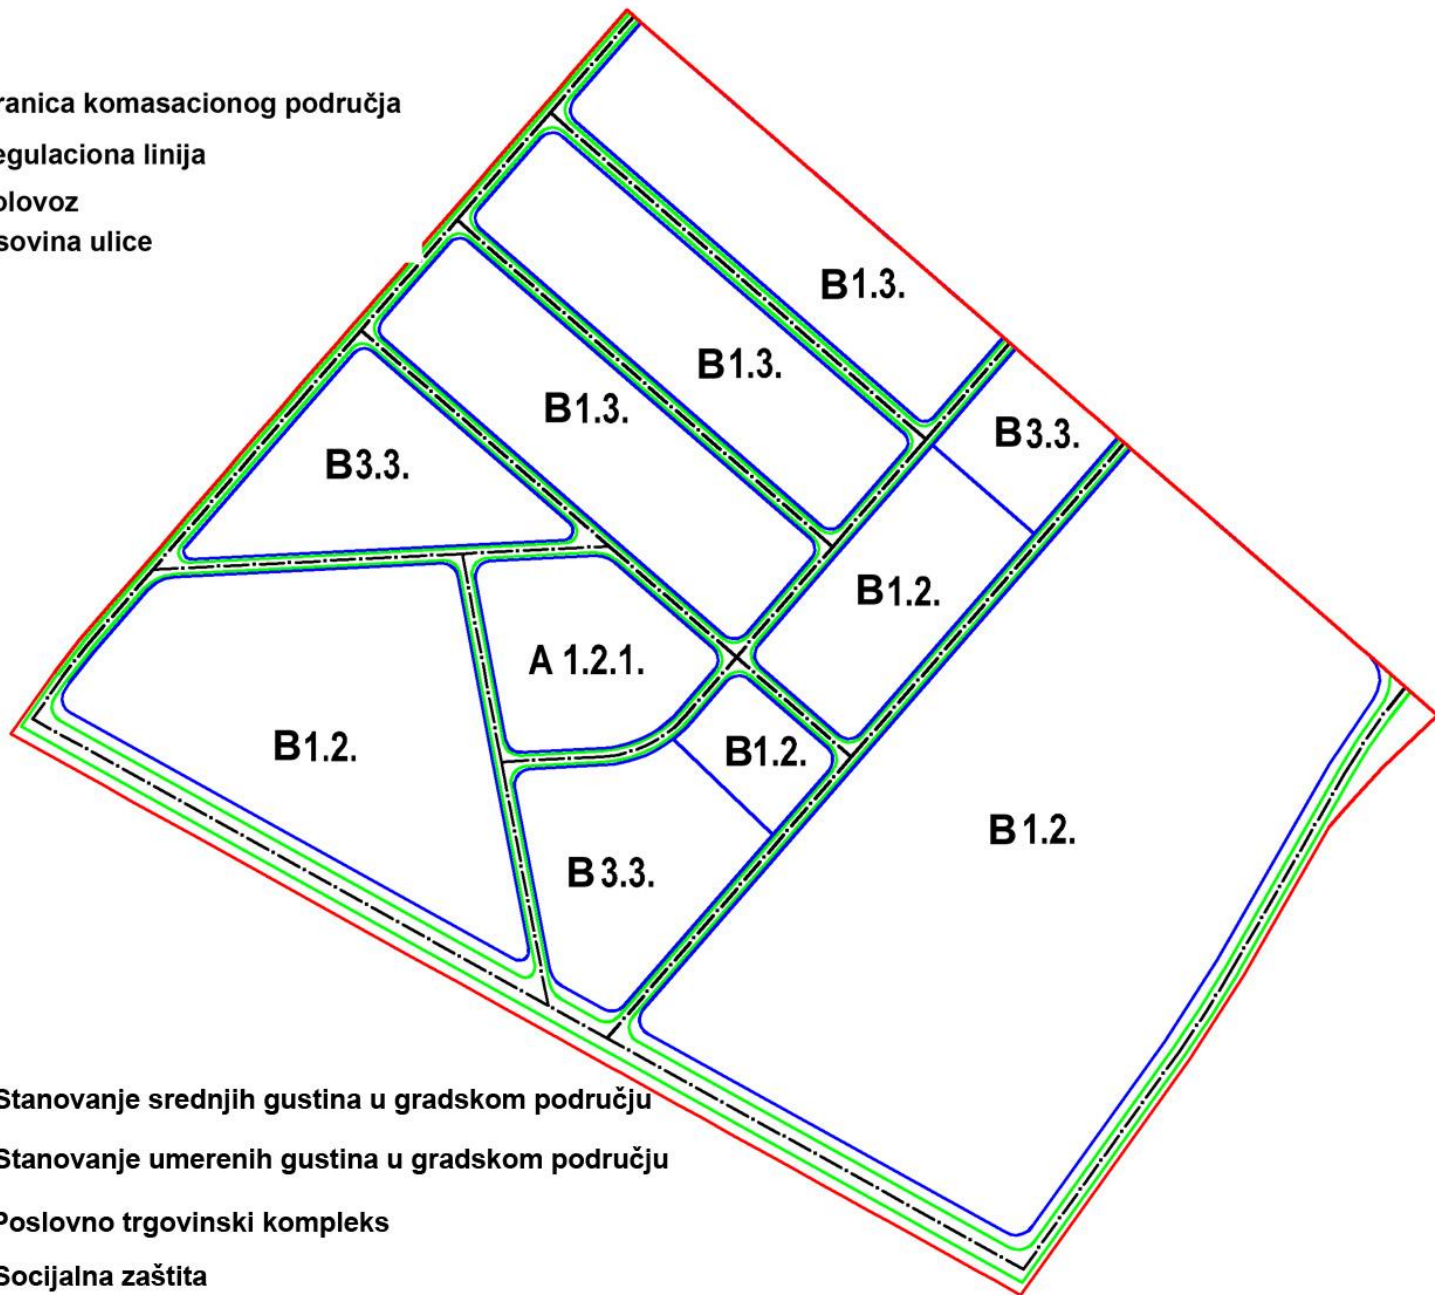 ranica komasacionog područja
egulaciona linija
olovoz
sovina ulice
B1.3.
B1.3.
B1.3.
B3.3.
B3.3.
B1.2.
A 1.2.1.
B1.2.
B1.2.
B1.2.
B3.3.
Stanovanje srednjih gustina u gradskom području
Stanovanje umerenih gustina u gradskom području
Poslovno trgovinski kompleks
Socijalna zaštita